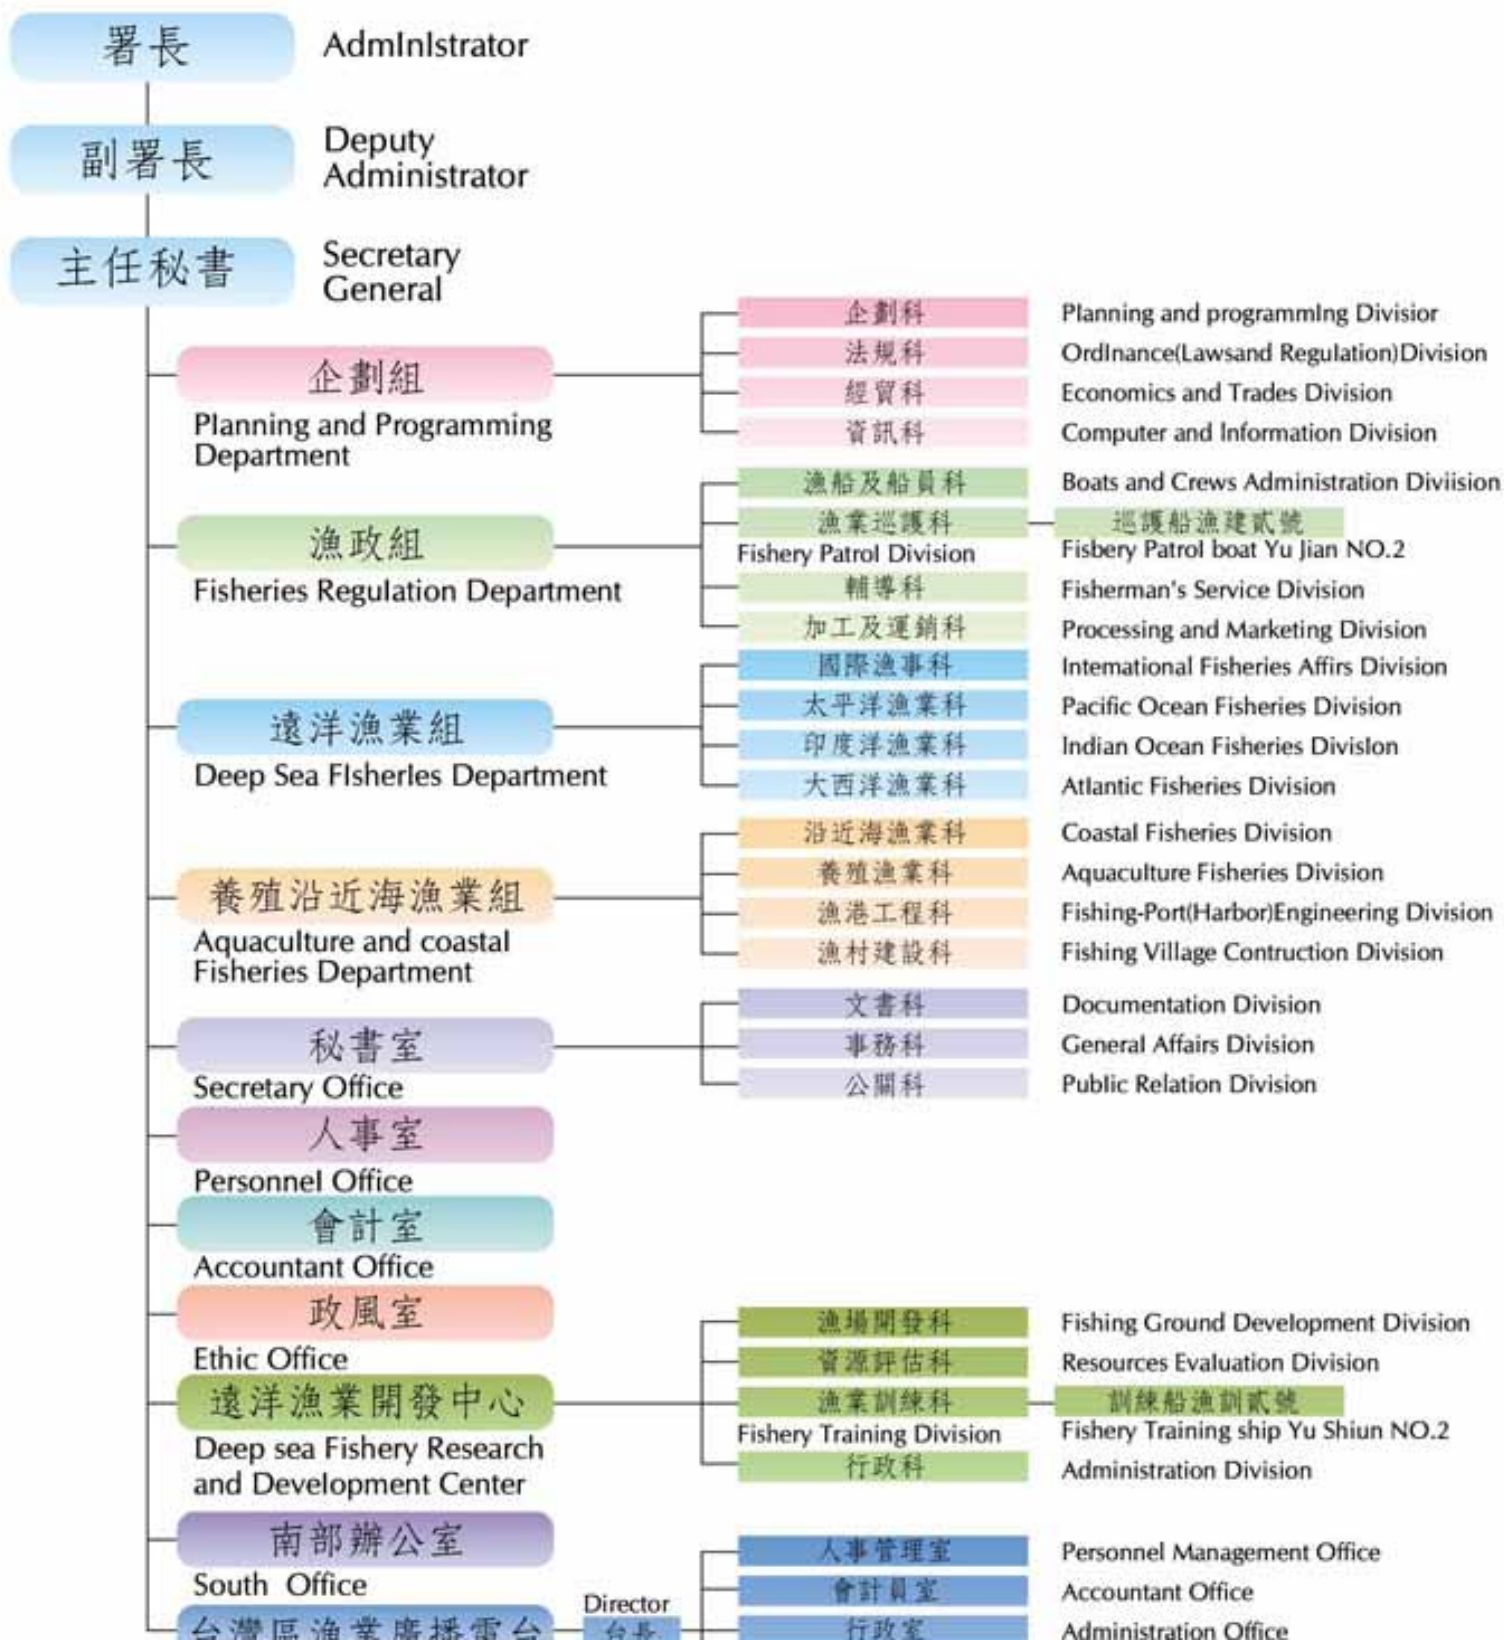 署長
AdmInIstrator
副署長
Deputy
Administrator
主任秘書
Secretary
General
企劃組
Planning and Programming
Department
企劃科
Planning and programmIng Divisior
法規科
OrdInance(Lawsand Regulation)Division
經貿科
Economics and Trades Division
資訊科
Computer and Information Division
漁政組
Fisheries Regulation Department
漁船及船員科
Boats and Crews Administration Diviision
漁業巡護科
Fishery Patrol Division
巡護船漁建貳號
Fisbery Patrol boat Yu Jian NO.2
輔導科
Fisherman's Service Division
加工及運銷科
Processing and Marketing Division
遠洋漁業組
Deep Sea FIsherIes Department
國際漁事科
International Fisheries Affirs Division
太平洋漁業科
Pacific Ocean Fisheries Division
印度洋漁業科
Indian Ocean Fisheries DivisIon
大西洋漁業科
Atlantic Fisheries Division
養殖沿近海漁業組
Aquaculture and coastal
Fisheries Department
沿近海漁業科
Coastal Fisheries Division
養殖漁業科
Aquaculture Fisheries Division
漁港工程科
Fishing-Port(Harbor)Engineering Division
漁村建設科
Fishing Village Contruction Division
秘書室
Secretary Office
文書科
Documentation Division
事務科
General Affairs Division
公關科
Public Relation Division
人事室
Personnel Office
會計室
Accountant Office
政風室
Ethic Office
遠洋漁業開發中心
Deep sea Fishery Research
and Development Center
漁場開發科
Fishing Ground Development Division
資源評估科
Resources Evaluation Division
漁業訓練科
Fishery Training Division
訓練船漁訓貳號
Fishery Training ship Yu Shiun NO.2
行政科
Administration Division
南部辦公室
South Office
台灣區漁業廣播電台
Director
台長
人事管理室
Personnel Management Office
會計員室
Accountant Office
行政室
Administration Office